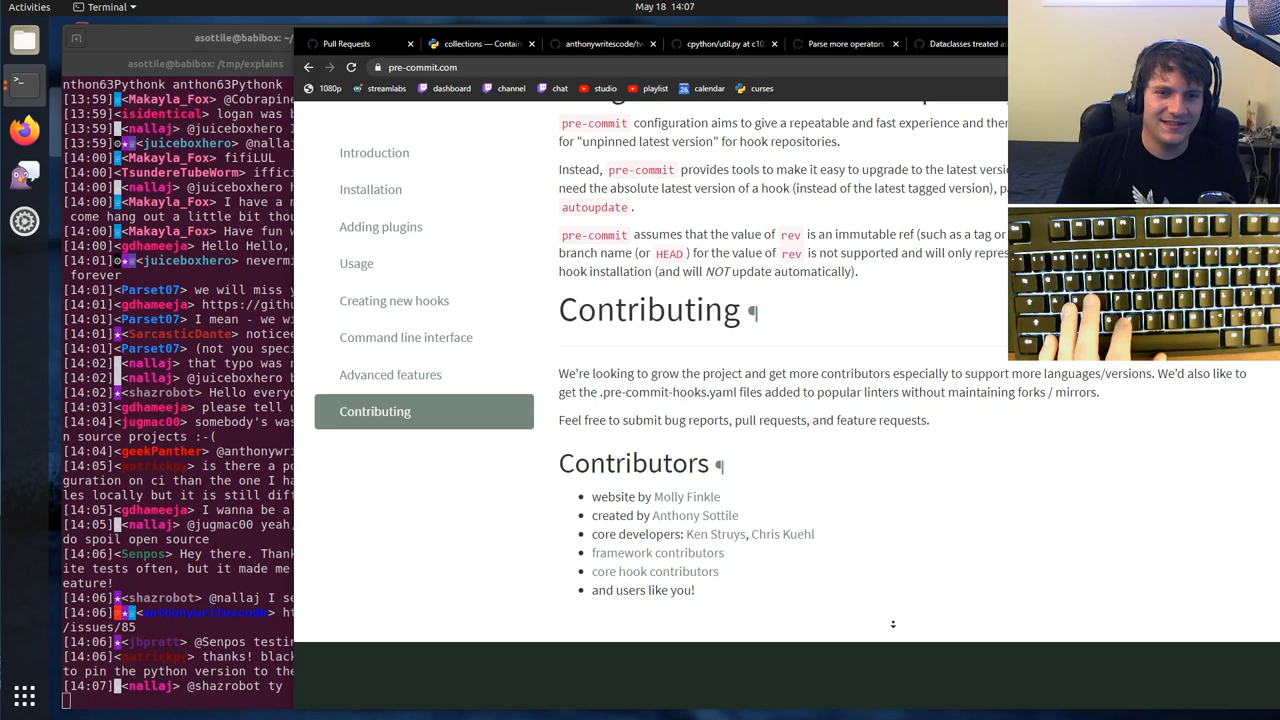 Activities
Terminal
May 18 14:07
asottile@babibox: ~/
asottile@babibox: /tmp/explains
nthon63Pythonk anthon63Pythonk
[13:59] <Makayla_Fox> @Cobrapine
[13:59] <isidentical> logan was b
[13:59] <nallaj> @juiceboxhero I
[13:59] <juiceboxhero> @nallaj
[14:00] <Makayla_Fox> fifiLUL
[14:00]<TsundereTubeWorm> iffici
[14:00] <nallaj> @juiceboxhero h
[14:00] <Makayla_Fox> I have a m
come hang out a little bit thou
[14:00] <Makayla_Fox> Have fun w
[14:00]<gdhameeja> Hello Hello,
[14:01] <juiceboxhero> nevermi
forever
[14:01]<Parset07> we will miss y
[14:01]<gdhameeja> https://githu
[14:01]<Parset07> I mean - we wi
[14:01] <SarcasticDante> noticee
[14:01]<Parset07> (not you speci
[14:02] <nallaj> that typo was r
[14:02] <nallaj> @juiceboxhero b
[14:02] <shazrobot> Hello everyo
[14:03]<gdhameeja> please tell u
[14:04]<jugmac00> somebody's was
n source projects :-(
[14:04]<geekPanther> @anthonywri
[14:05]<patrickpy> is there a po
guration on ci than the one I ha
les locally but it is still diff
[14:05]<gdhameeja> I wanna be a
[14:05] <nallaj> @jugmac00 yeah,
do spoil open source
[14:06]<Senpos> Hey there. Thank
ite tests often, but it made me
eature!
[14:06] <shazrobot> @nallaj I se
[14:06] <anthonywritescode> ht
/issues/85
[14:06] <jbpratt> @Senpos testin
[14:06]<patrickpy> thanks! black
to pin the python version to the
[14:07] <nallaj> @shazrobot ty
Pull Requests
collections — Contain
anthonywritescode/tw
cpython/util.py at c10
Parse more operators
Dataclasses treated a
pre-commit.com
1080p
streamlabs
dashboard
channel
chat
studio
playlist
26
calendar
curses
Introduction
Installation
Adding plugins
Usage
Creating new hooks
Command line interface
Advanced features
Contributing
pre-commit configuration aims to give a repeatable and fast experience and ther
for "unpinned latest version" for hook repositories.
Instead, pre-commit provides tools to make it easy to upgrade to the latest versio
need the absolute latest version of a hook (instead of the latest tagged version), pa
autoupdate .
pre-commit assumes that the value of rev is an immutable ref (such as a tag or
branch name (or HEAD ) for the value of rev is not supported and will only repres
hook installation (and will NOT update automatically).
Contributing ¶
We’re looking to grow the project and get more contributors especially to support more languages/versions. We’d also like to
get the .pre-commit-hooks.yaml files added to popular linters without maintaining forks / mirrors.
Feel free to submit bug reports, pull requests, and feature requests.
Contributors ¶
• website by Molly Finkle
• created by Anthony Sottile
• core developers: Ken Struys, Chris Kuehl
• framework contributors
• core hook contributors
• and users like you!